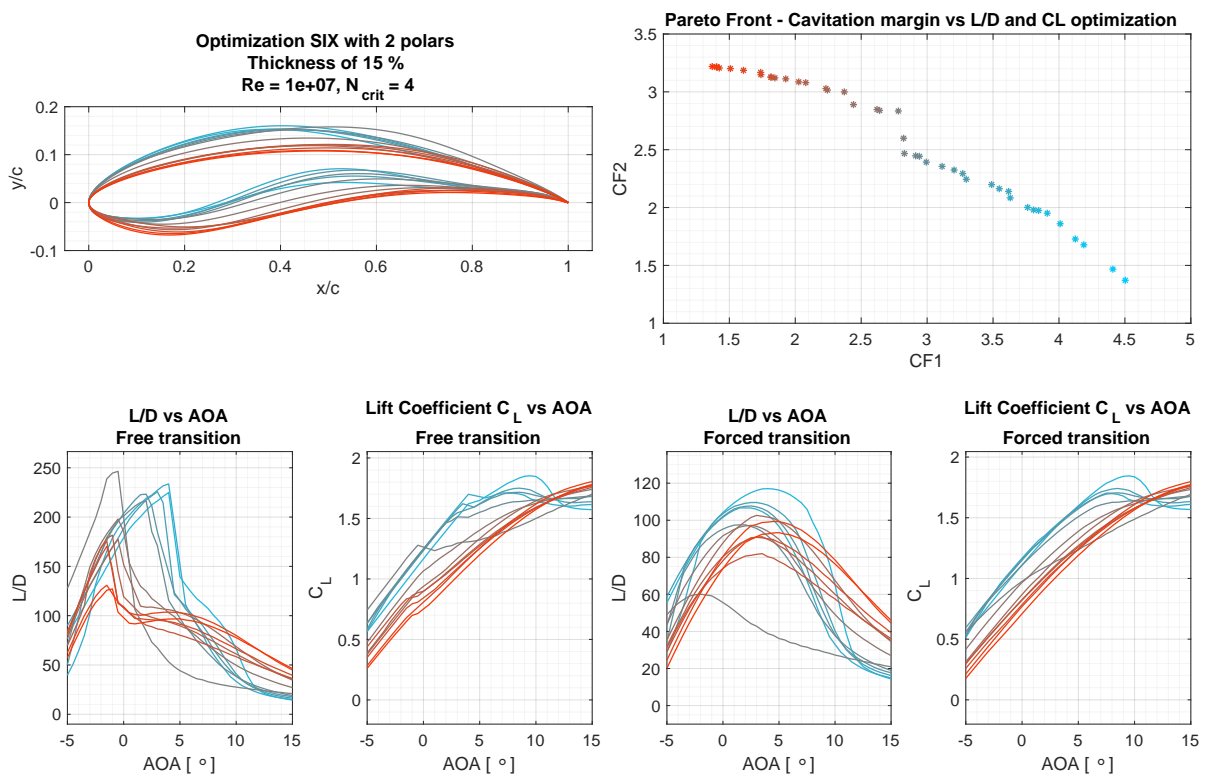 Optimization SIX with 2 polars
Thickness of 15 %
Re = 1e+07, N crit = 4
0.2
0.1
0
-0.1
y/c
0 0.2 0.4 0.6 0.8 1
x/c
Pareto Front - Cavitation margin vs L/D and CL optimization
3.5
3
2.5
2
1.5
1
CF2
1 1.5 2 2.5 3 3.5 4 4.5 5
CF1
L/D vs AOA
Free transition
250
200
150
100
50
0
L/D
-5 0 5 10 15
AOA [ °]
Lift Coefficient C L vs AOA
Free transition
2
1.5
1
0.5
0
C L
-5 0 5 10 15
AOA [ °]
L/D vs AOA
Forced transition
120
100
80
60
40
20
0
L/D
-5 0 5 10 15
AOA [ °]
Lift Coefficient C L vs AOA
Forced transition
2
1.5
1
0.5
0
C L
-5 0 5 10 15
AOA [ °]